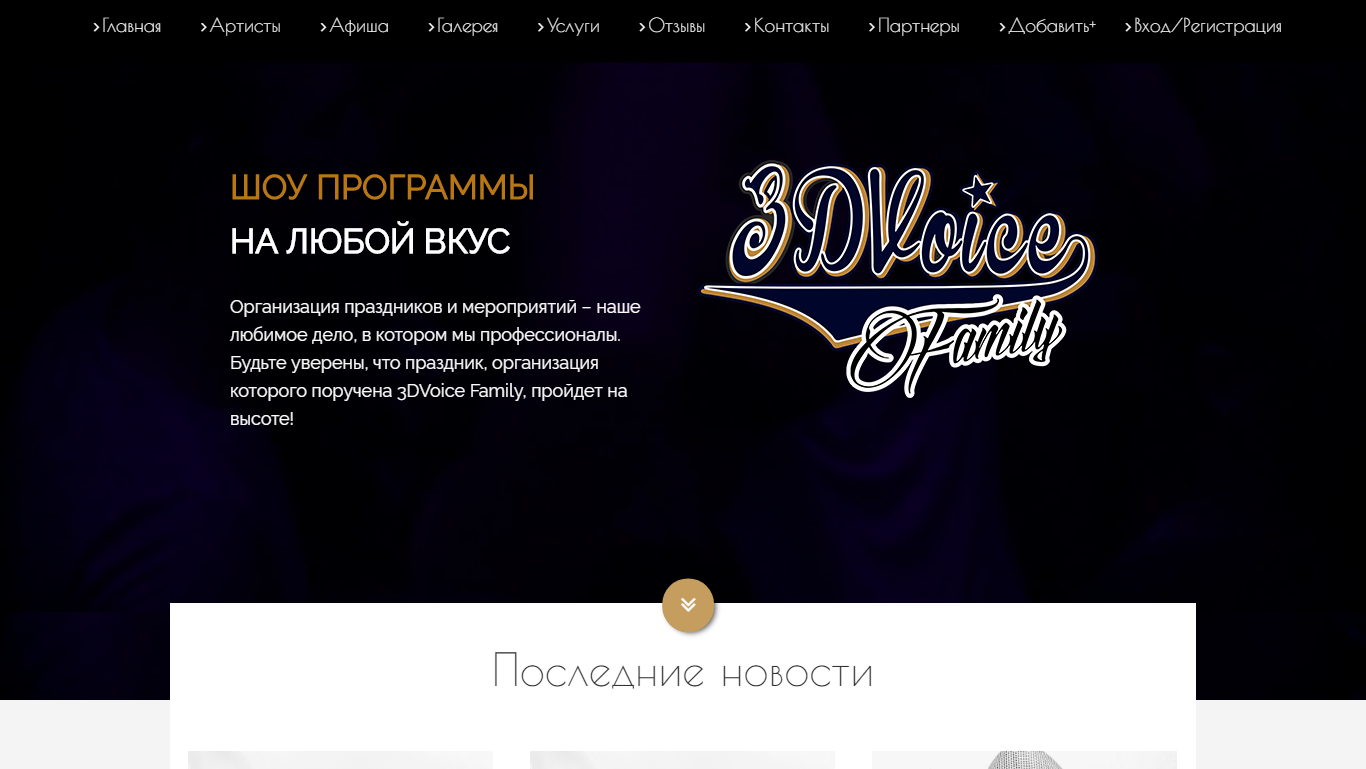 Главная Артисты Афиша Галерея Услуги Отзывы Контакты Партнеры Добавить+ Вход/Регистрация
ШОУ ПРОГРАММЫ
НА ЛЮБОЙ ВКУС
Организация праздников и мероприятий – наше
любимое дело, в котором мы профессионалы.
Будьте уверены, что праздник, организация
которого поручена 3DVoice Family, пройдет на
высоте!
3DVoice
Family
Последние новости